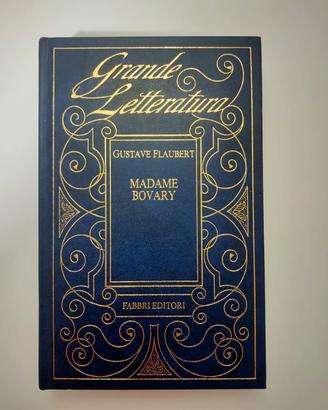 Grande
Letteratura
GUSTAVE FLAUBERT
MADAME
BOVARY
FABBRI EDITORI